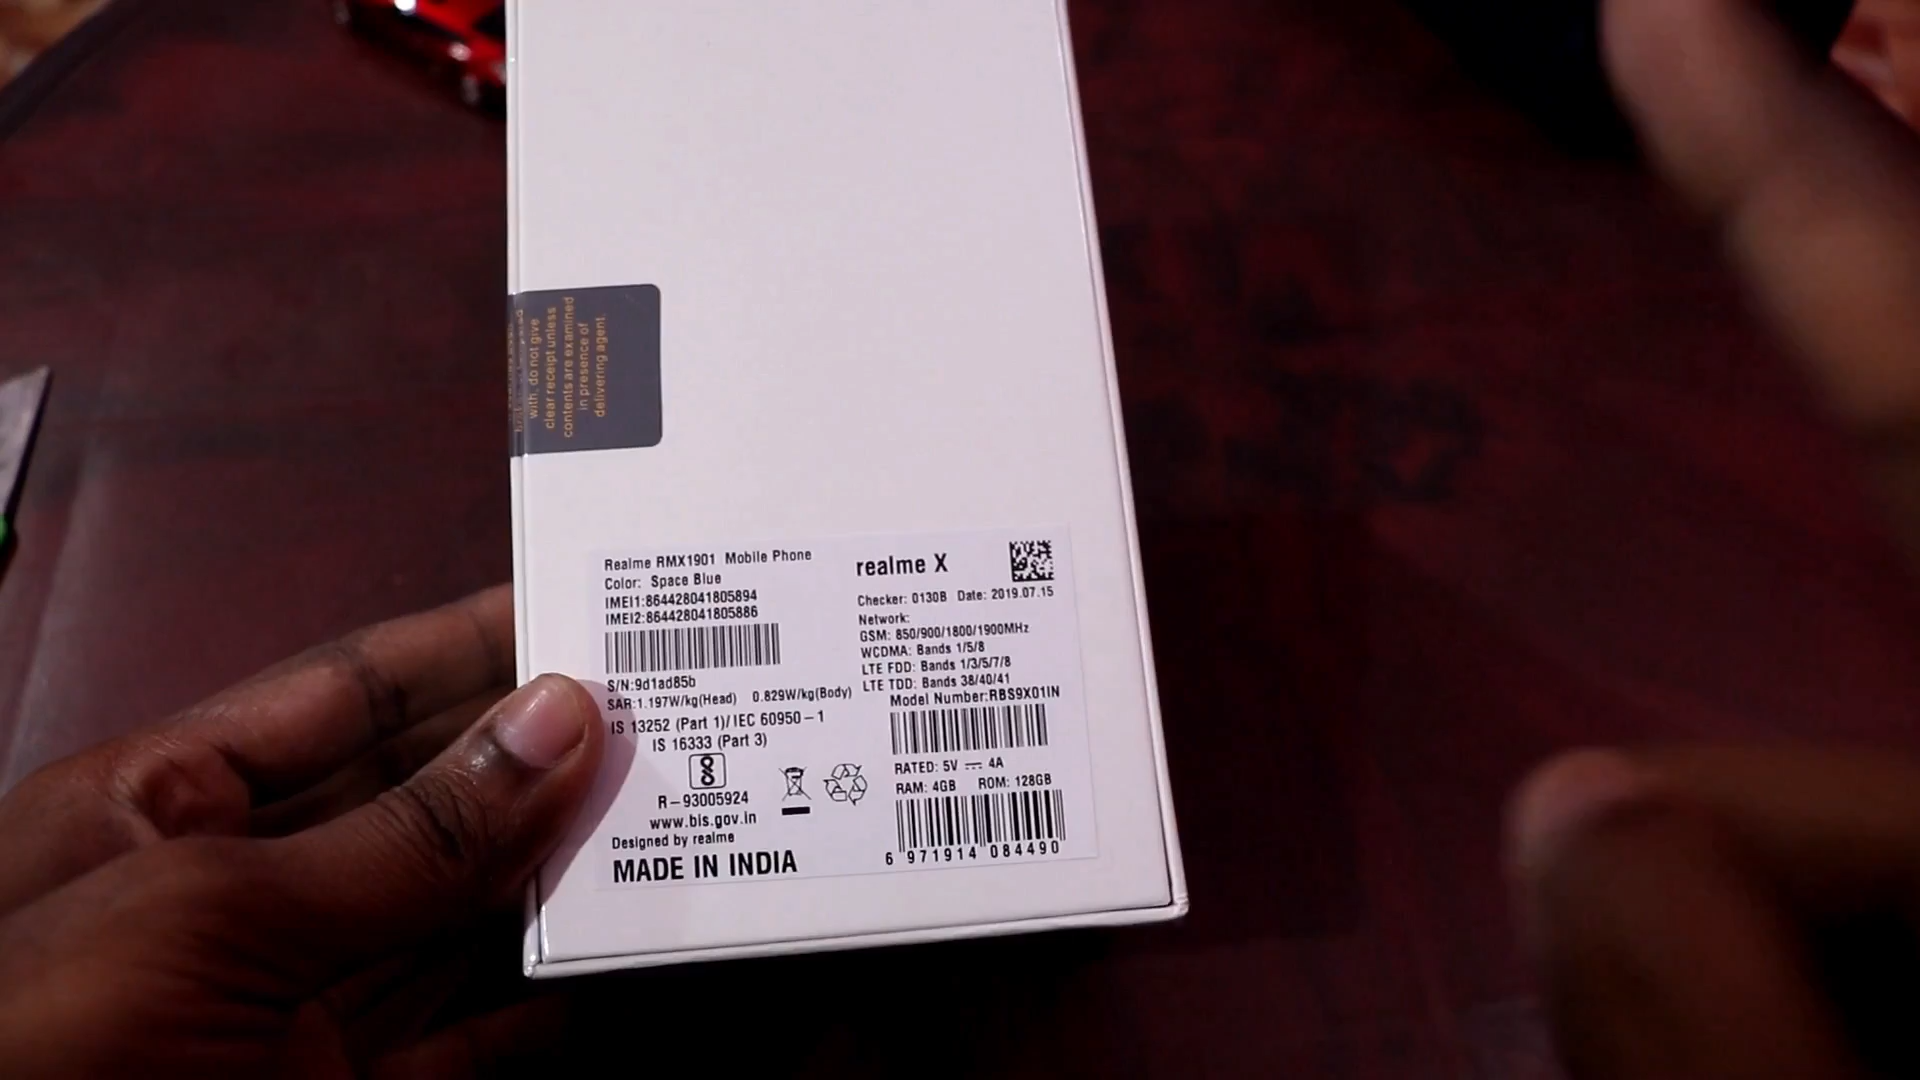 with, do not give
clear receipt unless
contents are examined
in presence of
delivering agent.
Realme RMX1901 Mobile Phone
Color: Space Blue
IMEI1:864428041805894
IMEI2:864428041805886
S/N:9d1ad85b
SAR:1.197W/kg(Head) 0.829W/kg(Body)
IS 13252 (Part 1)/IEC 60950-1
IS 16333 (Part 3)
R-93005924
www.bis.gov.in
Designed by realme
MADE IN INDIA
realme X
Checker: 0130B Date: 2019.07.15
Network:
GSM: 850/900/1800/1900MHz
WCDMA: Bands 1/5/8
LTE FDD: Bands 1/3/5/7/8
LTE TDD: Bands 38/40/41
Model Number:RBS9X01IN
RATED: 5V ⎓ 4A
RAM: 4GB ROM: 128GB
6 971914 084490